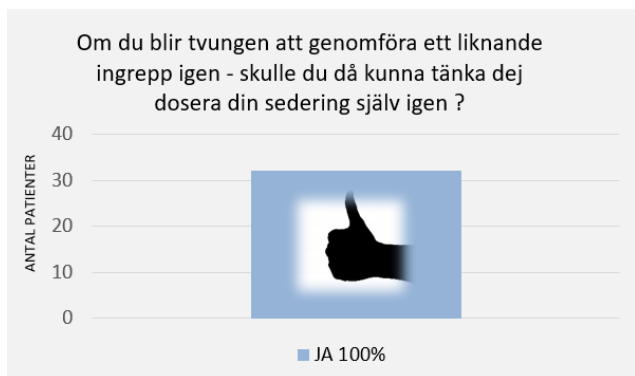 Om du blir tvungen att genomföra ett liknande
ingrepp igen - skulle du då kunna tänka dej
dosera din sedering själv igen ?
ANTAL PATIENTER
40
30
20
10
0
JA 100%